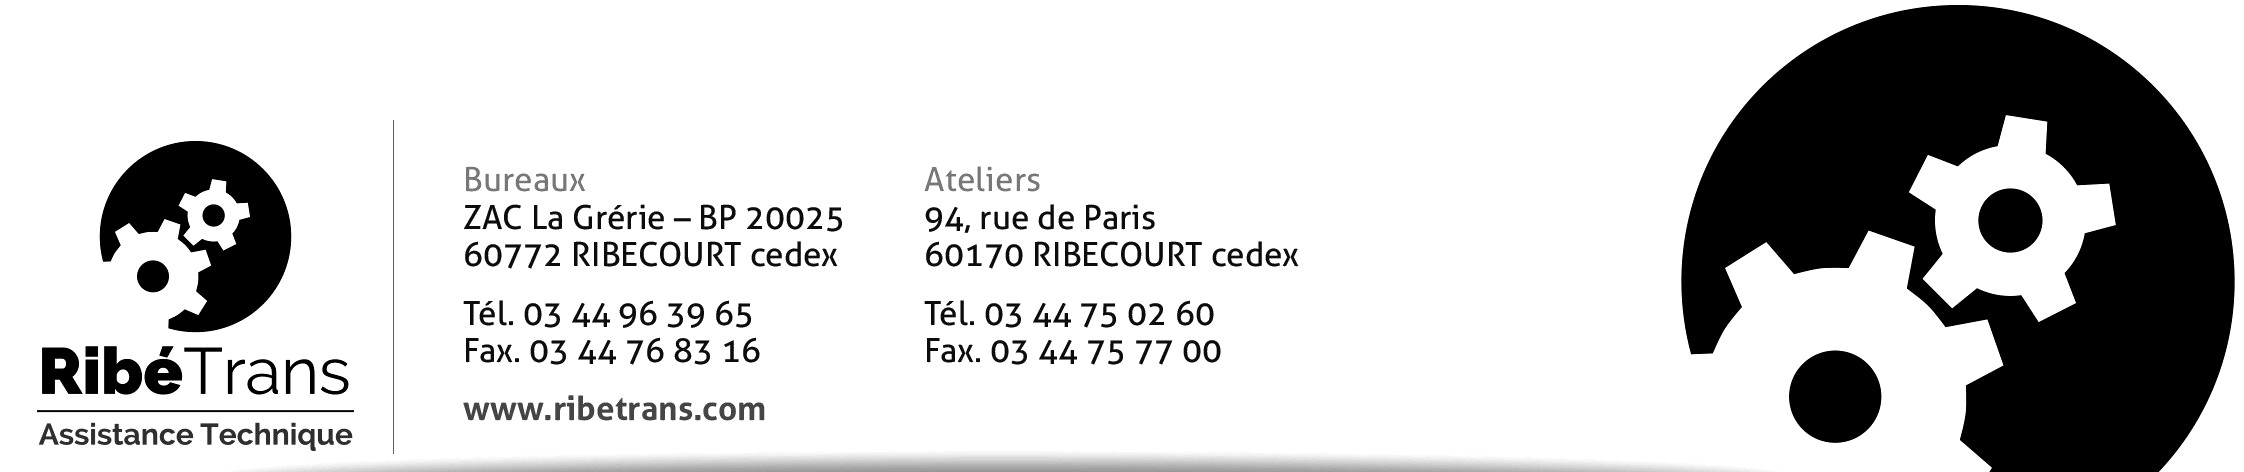 RibéTrans
Assistance Technique
Bureaux
ZAC La Grérie – BP 20025
60772 RIBECOURT cedex
Tél. 03 44 96 39 65
Fax. 03 44 76 83 16
www.ribetrans.com
Ateliers
94, rue de Paris
60170 RIBECOURT cedex
Tél. 03 44 75 02 60
Fax. 03 44 75 77 00